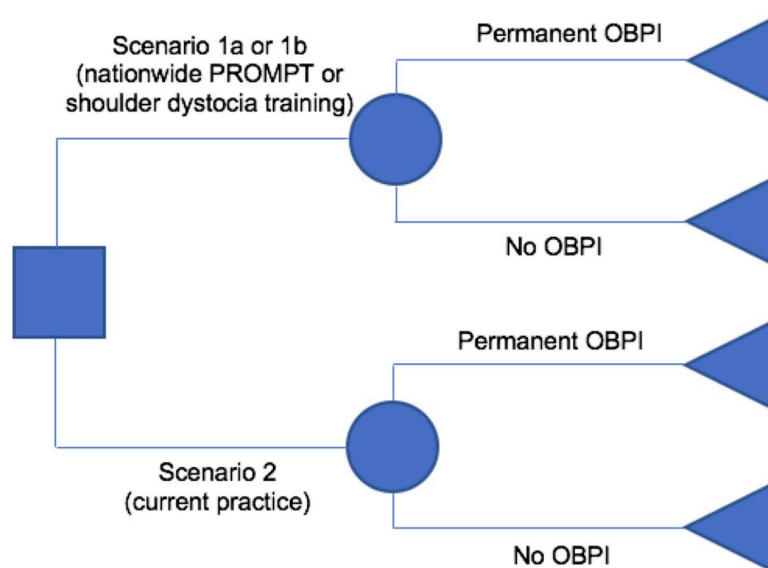 Scenario 1a or 1b
(nationwide PROMPT or
shoulder dystocia training)
Permanent OBPI
No OBPI
Permanent OBPI
Scenario 2
(current practice)
No OBPI